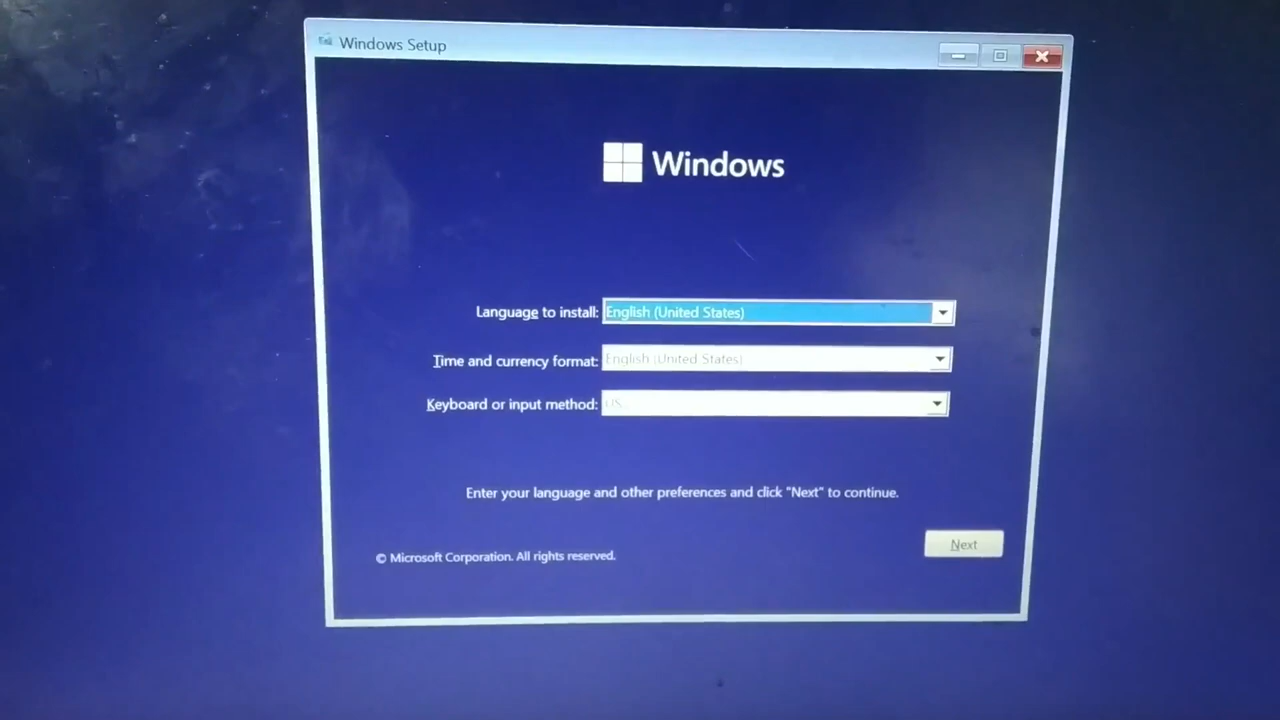 Windows Setup
Windows
Language to install: English (United States)
Time and currency format: English (United States)
Keyboard or input method: US
Enter your language and other preferences and click "Next" to continue.
Next
© Microsoft Corporation. All rights reserved.